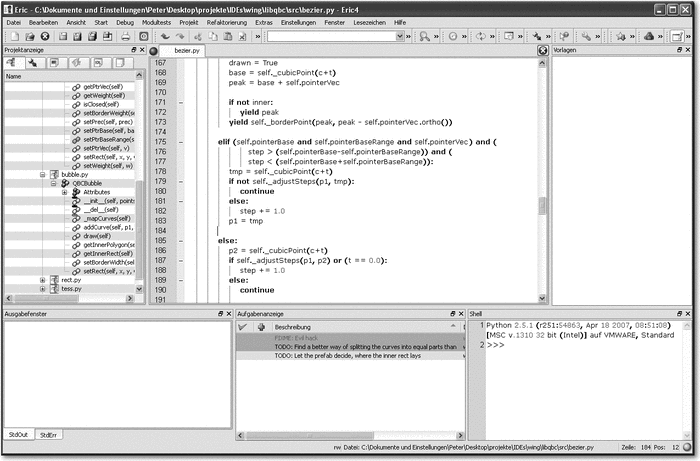 Eric - C:\Dokumente und Einstellungen\Peter\Desktop\projekte\IDEs\wing\libqbc\src\bezier.py - Eric4
Datei Bearbeiten Ansicht Start Debug Modultests Projekt Refaktorierung Extras Einstellungen Fenster Lesezeichen Hilfe
Projektanzeige
Name
getPtrVec(self)
getWeight(self)
isClosed(self)
setBorderWeight(s
setPrec(self, prec)
setPtrBase(self, ba
setPtrBaseRange(s
setPtrVec(self, v)
setRect(self, x, y,
setWeight(self, w)
bubble.py
QBCBubble
Attributes
__init__(self, points
__del__(self)
_mapCurves(self)
addCurve(self, p1,
draw(self)
getInnerPolygon(se
getInnerRect(self)
setBorderWidth(sel
setRect(self, x, y,
rect.py
tess.py
bezier.py
167 drawn = True
168 base = self._cubicPoint(c+t)
169 peak = base + self.pointerVec
170
171 if not inner:
172 yield peak
173 yield self._borderPoint(peak, peak - self.pointerVec.ortho())
174
175 elif (self.pointerBase and self.pointerBaseRange and self.pointerVec) and (
176 step > (self.pointerBase-self.pointerBaseRange)) and (
177 step < (self.pointerBase+self.pointerBaseRange)):
178 tmp = self._cubicPoint(c+t)
179 if not self._adjustSteps(p1, tmp):
180 continue
181 else:
182 step += 1.0
183 p1 = tmp
184
185 else:
186 p2 = self._cubicPoint(c+t)
187 if self._adjustSteps(p1, p2) or (t == 0.0):
188 step += 1.0
189 else:
190 continue
191
Vorlagen
Ausgabefenster
StdOut StdErr
Aufgabenanzeige
Beschreibung
FIXME: Evil hack
TODO: Find a better way of splitting the curves into equal parts than
TODO: Let the prefab decide, where the inner rect lays
Shell
1 Python 2.5.1 (r251:54863, Apr 18 2007, 08:51:08)
[MSC v.1310 32 bit (Intel)] auf VMWARE, Standard
2 >>>
rw Datei: C:\Dokumente und Einstellungen\Peter\Desktop\projekte\IDEs\wing\libqbc\src\bezier.py Zeile: 184 Pos: 12